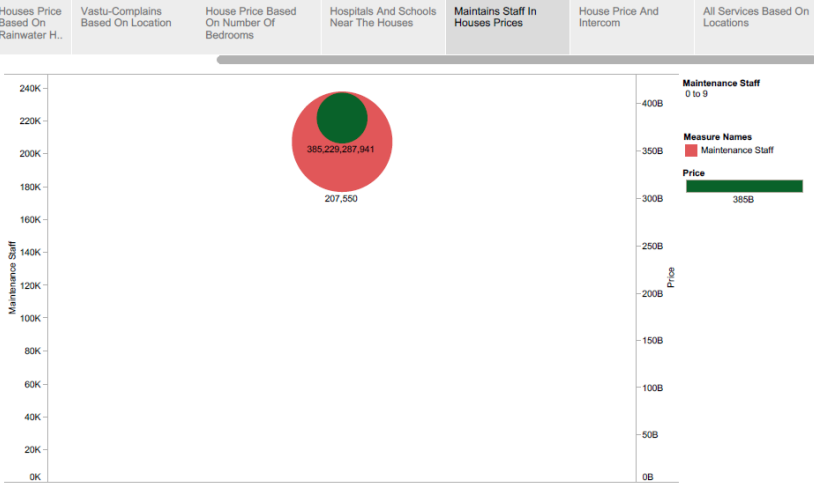 Houses Price
Based On
Rainwater H..
Vastu-Complains
Based On Location
House Price Based
On Number Of
Bedrooms
Hospitals And Schools
Near The Houses
Maintains Staff In
Houses Prices
House Price And
Intercom
All Services Based On
Locations
Maintenance Staff
240K
220K
200K
180K
160K
140K
120K
100K
80K
60K
40K
20K
0K
385,229,287,941
207,550
400B
350B
300B
250B
200B
150B
100B
50B
0B
Price
Maintenance Staff
0 to 9
Measure Names
Maintenance Staff
Price
385B